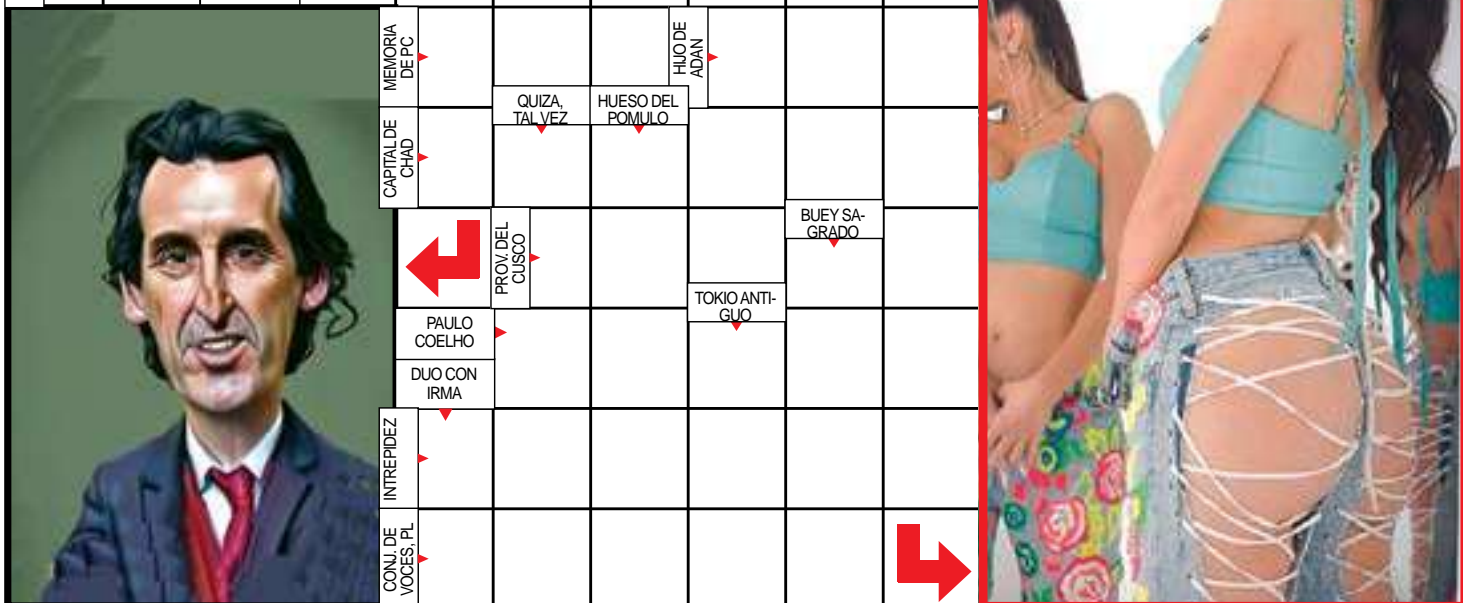 MEMORIA
DE PC
HIJO DE
ADAN
QUIZA,
TAL VEZ
HUESO DEL
POMULO
CAPITAL DE
CHAD
PROV. DEL
CUSCO
BUEY SA-
GRADO
TOKIO ANTI-
GUO
PAULO
COELHO
DUO CON
IRMA
INTREPIDEZ
CONJ. DE
VOCES, PL